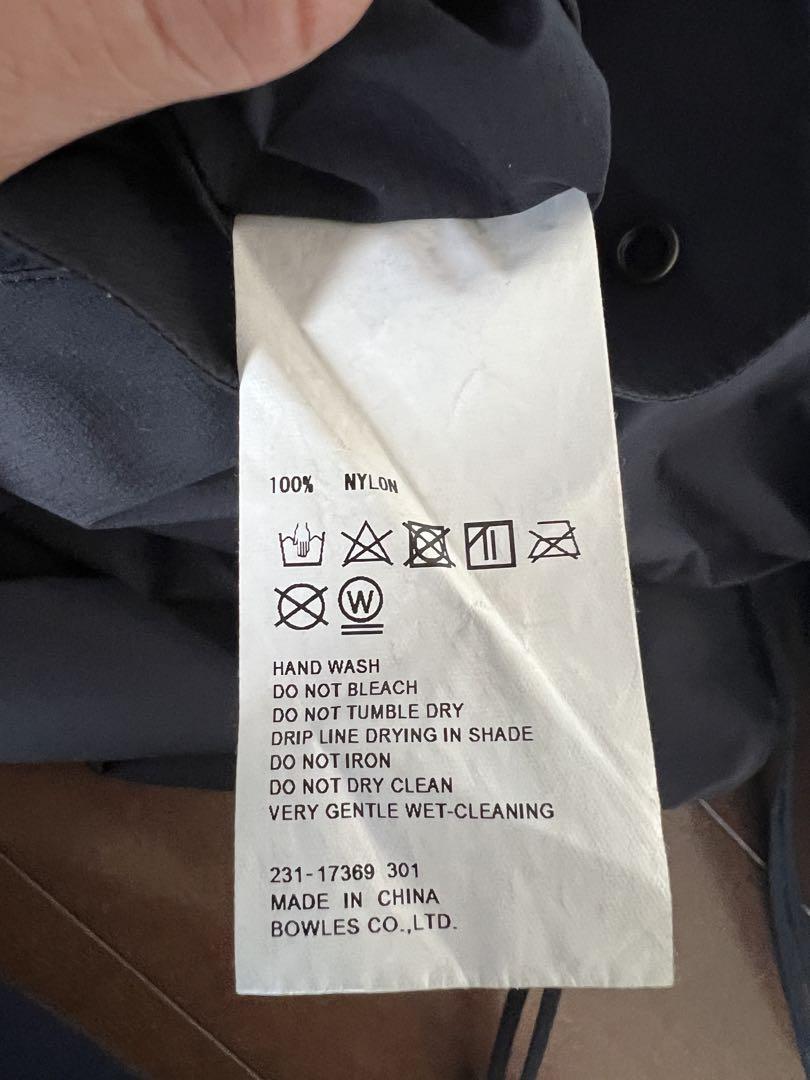 100% NYLON
W
HAND WASH
DO NOT BLEACH
DO NOT TUMBLE DRY
DRIP LINE DRYING IN SHADE
DO NOT IRON
DO NOT DRY CLEAN
VERY GENTLE WET-CLEANING
231-17369 301
MADE IN CHINA
BOWLES CO.,LTD.